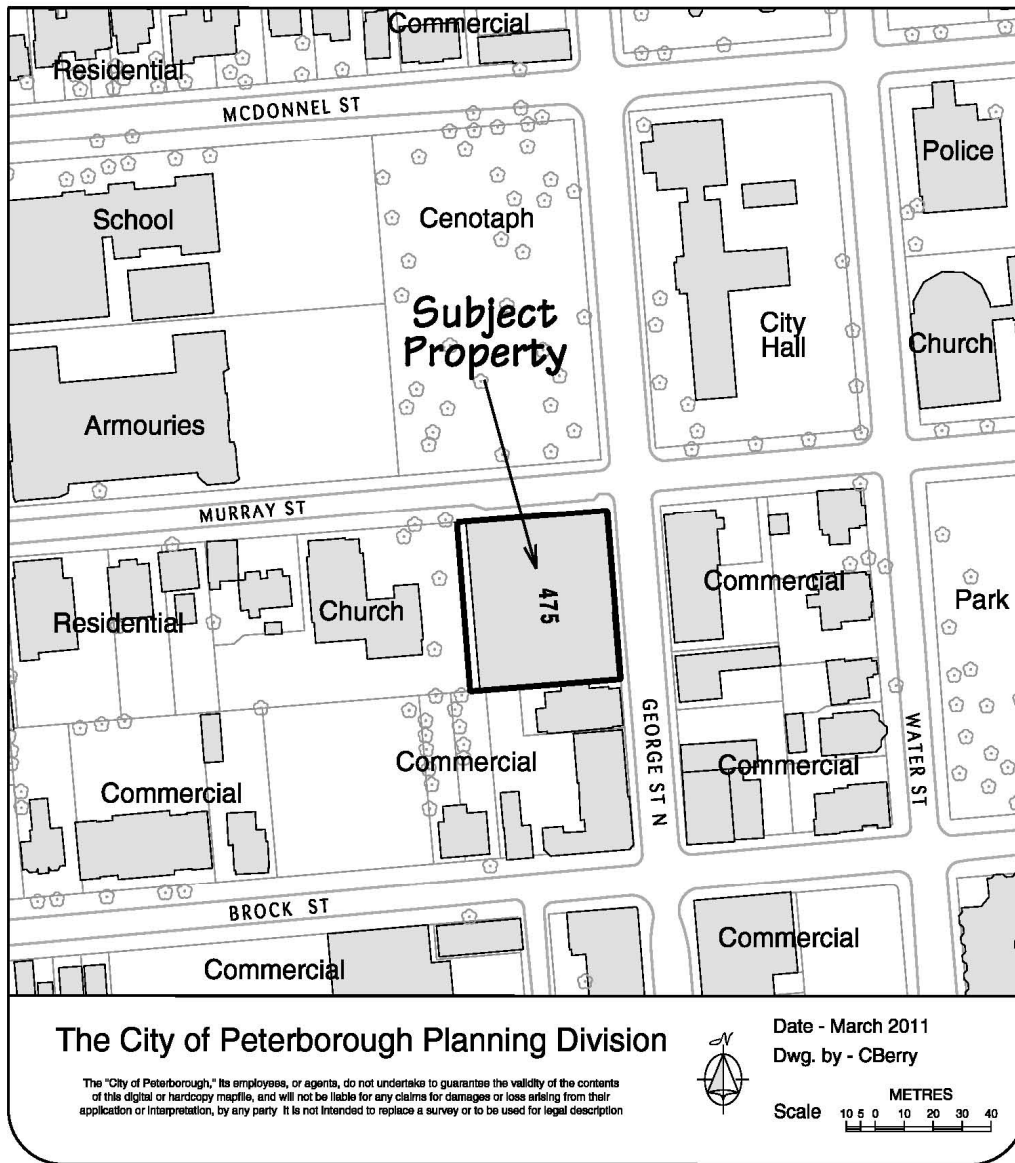 Commercial
Residential
MCDONNEL ST
Police
School
Cenotaph
Subject
Property
City
Hall
Church
Armouries
MURRAY ST
475
Commercial
Residential
Church
Park
GEORGE ST N
WATER ST
Commercial
Commercial
Commercial
BROCK ST
Commercial
Commercial
The City of Peterborough Planning Division
The "City of Peterborough," its employees, or agents, do not undertake to guarantee the validity of the contents
of this digital or hardcopy mapfile, and will not be liable for any claims for damages or loss arising from their
application or interpretation, by any party It is not intended to replace a survey or to be used for legal description
N
Date - March 2011
Dwg. by - CBerry
METRES
Scale 10 5 0 10 20 30 40